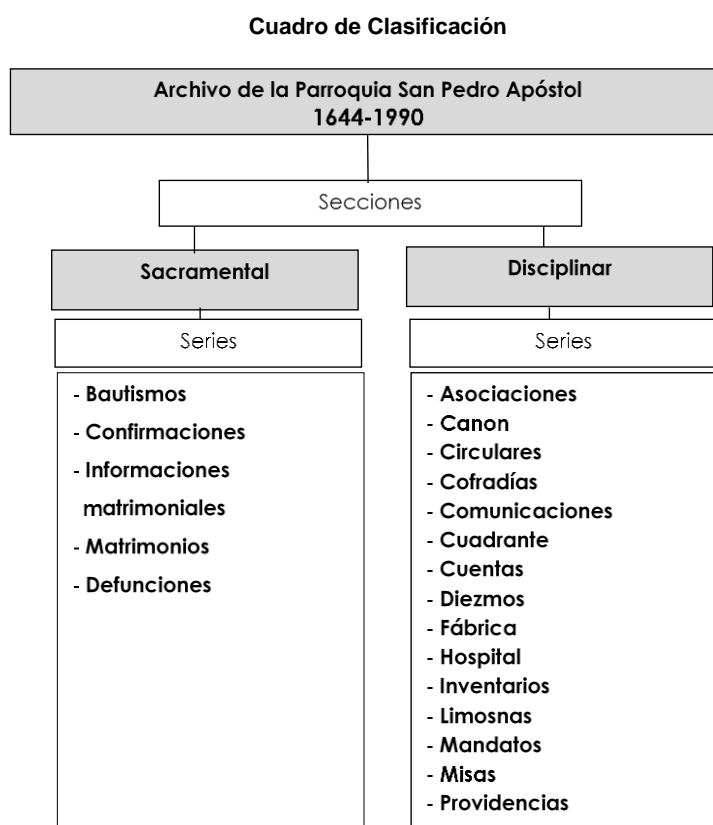 Cuadro de Clasificación
Archivo de la Parroquia San Pedro Apóstol
1644-1990
Secciones
Sacramental
Series
- Bautismos
- Confirmaciones
- Informaciones
matrimoniales
- Matrimonios
- Defunciones
Disciplinar
Series
- Asociaciones
- Canon
- Circulares
- Cofradías
- Comunicaciones
- Cuadrante
- Cuentas
- Diezmos
- Fábrica
- Hospital
- Inventarios
- Limosnas
- Mandatos
- Misas
- Providencias